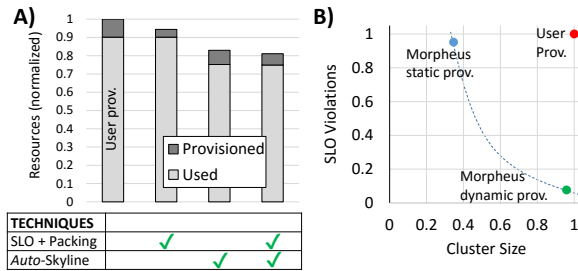 A)
Resources (normalized)
1
0.9
0.8
0.7
0.6
0.5
0.4
0.3
0.2
0.1
0
User prov.
Provisioned
Used
TECHNIQUES
SLO + Packing ✓ ✓
Auto-Skyline ✓ ✓
B)
SLO Violations
1
0.8
0.6
0.4
0.2
0
Morpheus
static prov.
User
Prov.
Morpheus
dynamic prov.
0.2 0.4 0.6 0.8 1
Cluster Size